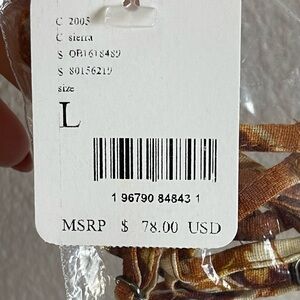 C 2005
C sierra
S OB1618489
S 80156219
size
L
1 96790 84843 1
MSRP $ 78.00 USD